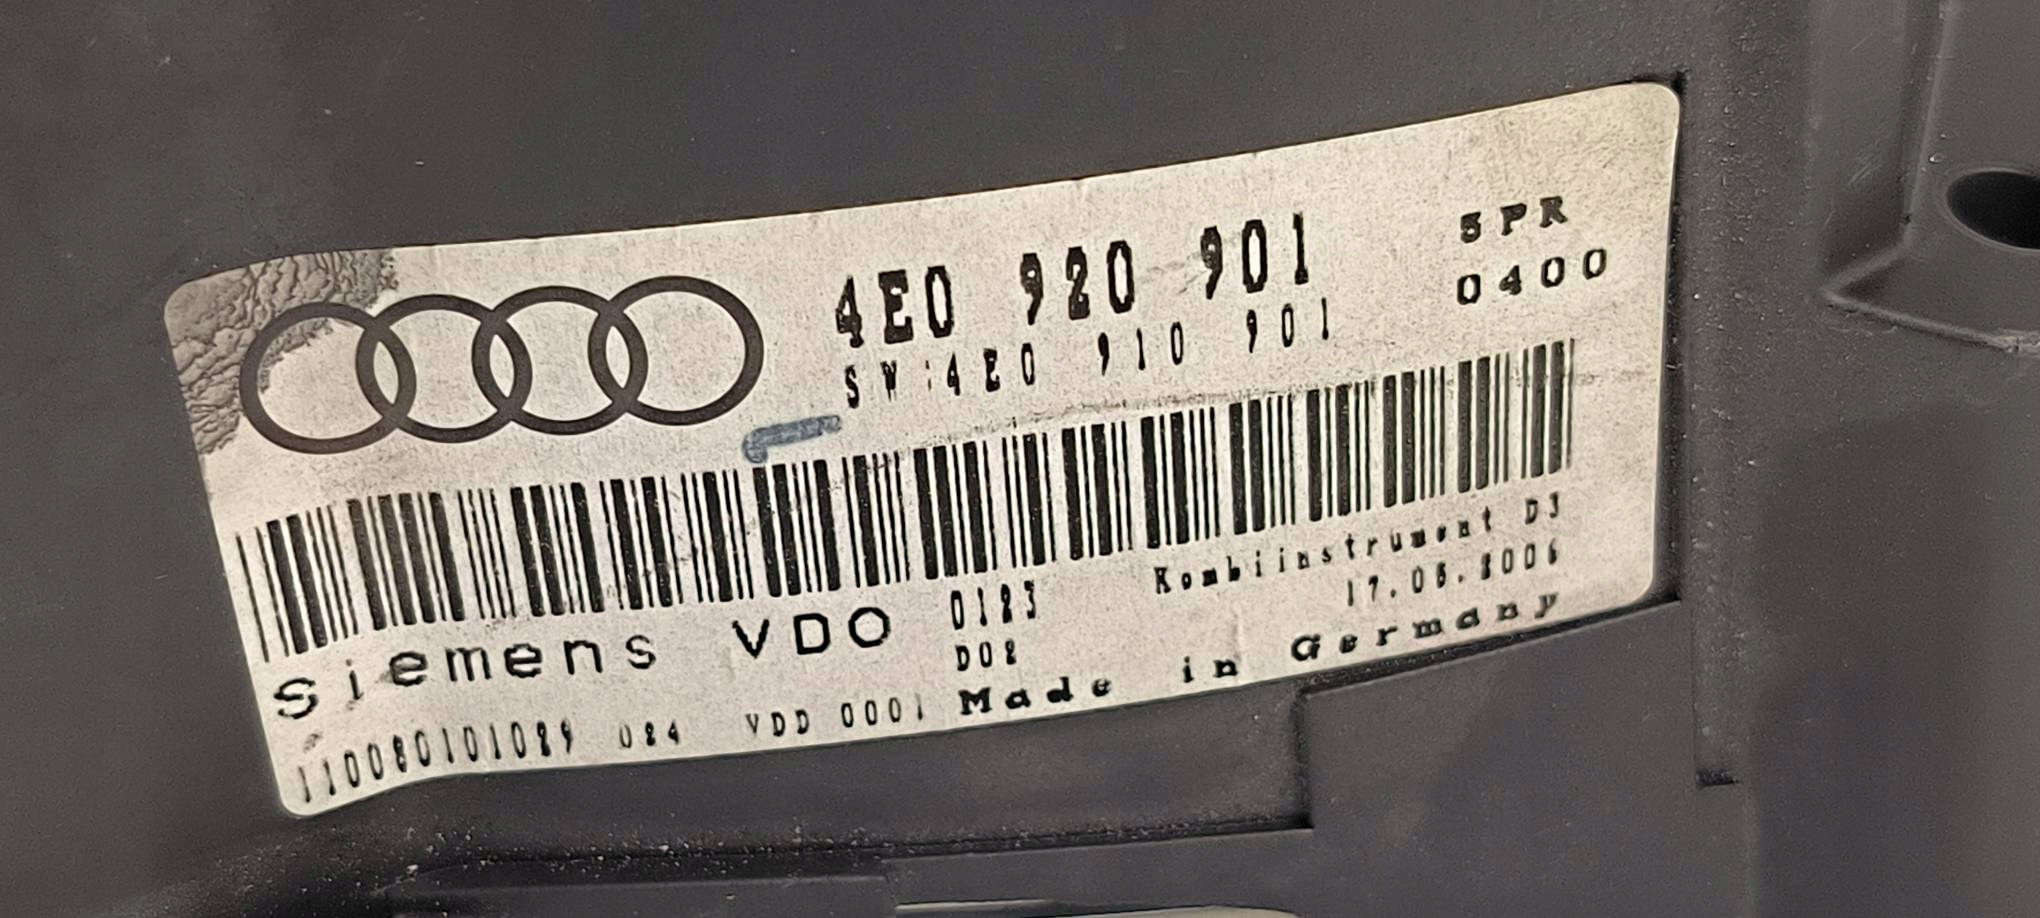 4E0 920 901
5PR
SW:4E0 910 901
0400
Siemens VDO
0123
Kombiinstrument D3
D02
17.05.2006
110080101029 024 VDD 0001
Made in Germany